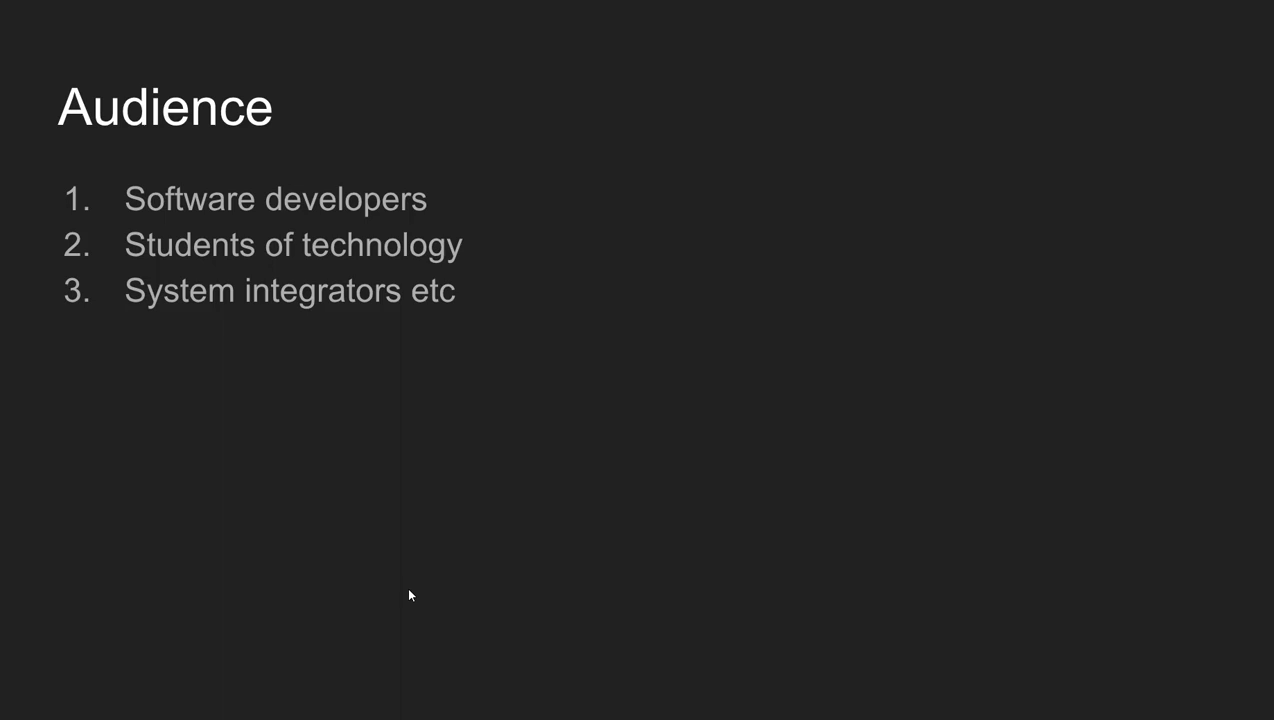 Audience
1. Software developers
2. Students of technology
3. System integrators etc